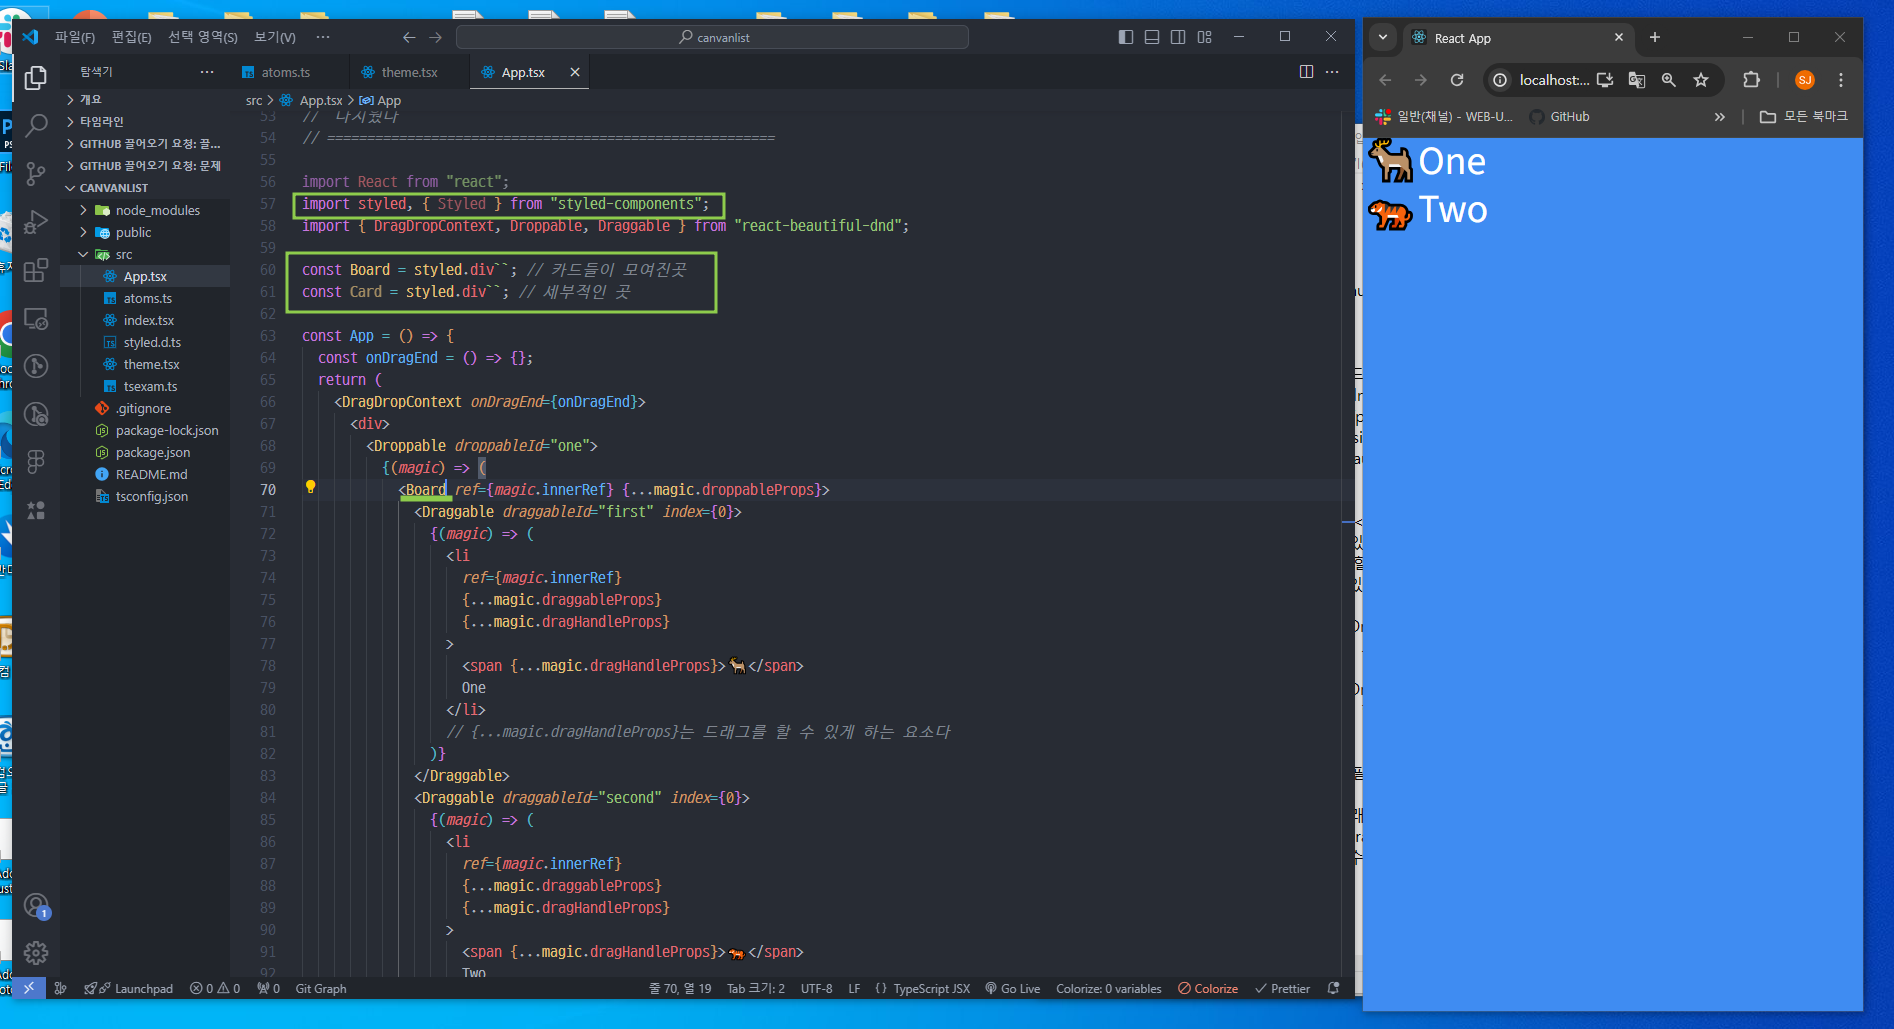 파일(F) 편집(E) 선택 영역(S) 보기(V) ··· canvanlist
탐색기 ···
개요
타임라인
GITHUB 끌어오기 요청: 끌...
GITHUB 끌어오기 요청: 문제
CANVANLIST
node_modules
public
src
App.tsx
atoms.ts
index.tsx
styled.d.ts
theme.tsx
tsexam.ts
.gitignore
package-lock.json
package.json
README.md
tsconfig.json
atoms.ts theme.tsx App.tsx
src > App.tsx > App
53 // 나지웠나
54 // ========================================================
55
56 import React from "react";
57 import styled, { Styled } from "styled-components";
58 import { DragDropContext, Droppable, Draggable } from "react-beautiful-dnd";
59
60 const Board = styled.div``; // 카드들이 모여진곳
61 const Card = styled.div``; // 세부적인 곳
62
63 const App = () => {
64 const onDragEnd = () => {};
65 return (
66 <DragDropContext onDragEnd={onDragEnd}>
67 <div>
68 <Droppable droppableId="one">
69 {(magic) => (
70 <Board ref={magic.innerRef} {...magic.droppableProps}>
71 <Draggable draggableId="first" index={0}>
72 {(magic) => (
73 <li
74 ref={magic.innerRef}
75 {...magic.draggableProps}
76 {...magic.dragHandleProps}
77 >
78 <span {...magic.dragHandleProps}>🦌</span>
79 One
80 </li>
81 // {...magic.dragHandleProps}는 드래그를 할 수 있게 하는 요소다
82 )}
83 </Draggable>
84 <Draggable draggableId="second" index={0}>
85 {(magic) => (
86 <li
87 ref={magic.innerRef}
88 {...magic.draggableProps}
89 {...magic.dragHandleProps}
90 >
91 <span {...magic.dragHandleProps}>🐅</span>
92 Two
1
Launchpad 0 0 0 Git Graph 줄 70, 열 19 Tab 크기: 2 UTF-8 LF {} TypeScript JSX Go Live Colorize: 0 variables Colorize Prettier
React App
localhost:... SJ
일반(채널) - WEB-U... GitHub » 모든 북마크
One
Two